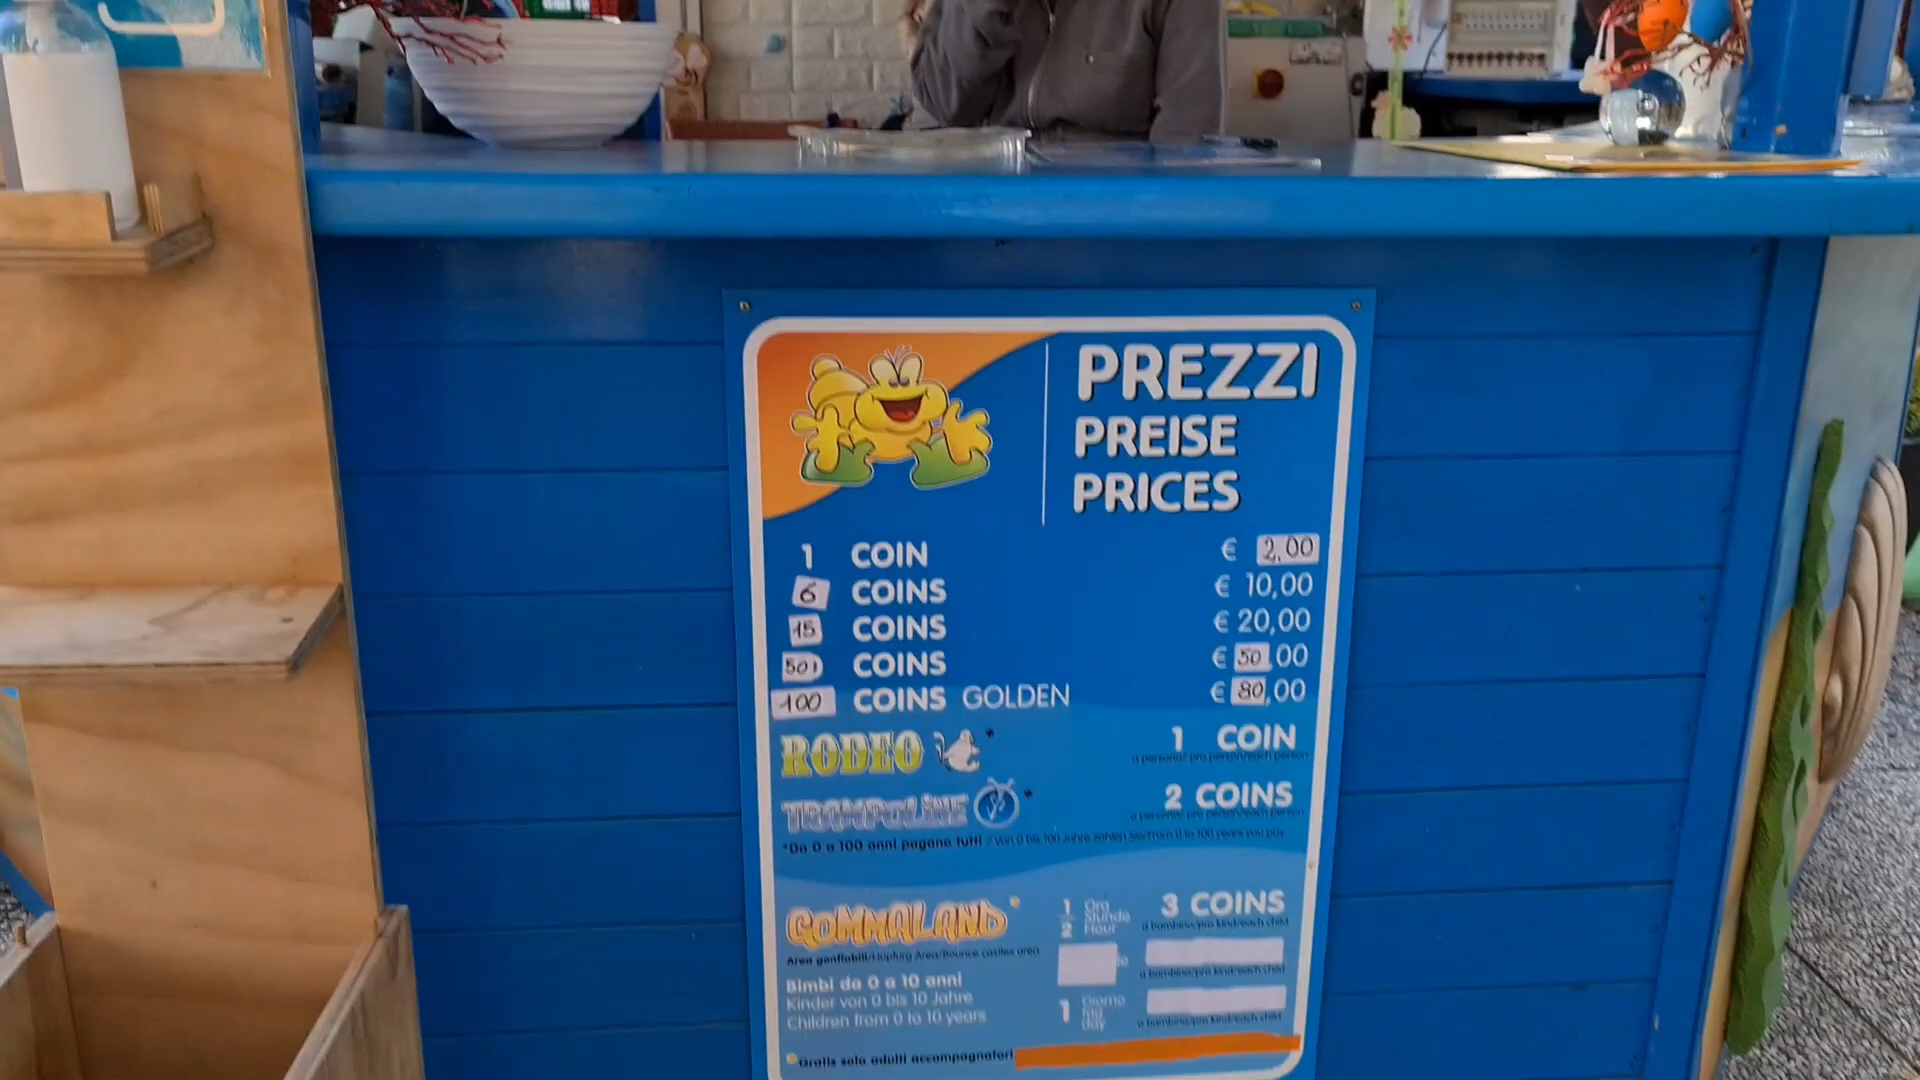 PREZZI
PREISE
PRICES
1 COIN € 2.00
6 COINS € 10,00
15 COINS € 20,00
50 COINS € 50,00
100 COINS GOLDEN € 80,00
RODEO * 1 COIN
a persona/ pro person/each person
TRAMPOLINE * 2 COINS
a persona/ pro person/each person
*Da 0 a 100 anni pagano tutti / Von 0 bis 100 Jahre zahlen Sie/From 0 to 100 years you pay
GOMMALAND 1/2 Ora Stunde Hour 3 COINS
a bambino/pro kind/each child
Area gonfiabili/Hüpfburg Area/Bounce castles area
a bambino/pro kind/each child
Bimbi da 0 a 10 anni
Kinder von 0 bis 10 Jahre
Children from 0 to 10 years
1 Giorno Tag day
a bambino/pro kind/each child
Gratis solo adulti accompagnatori